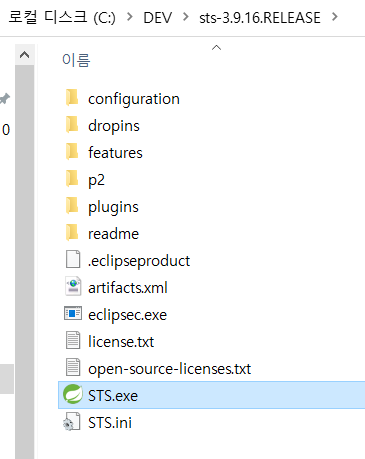 로컬 디스크 (C:) > DEV > sts-3.9.16.RELEASE >
이름
0
configuration
dropins
features
p2
plugins
readme
.eclipseproduct
artifacts.xml
eclipsec.exe
license.txt
open-source-licenses.txt
STS.exe
STS.ini